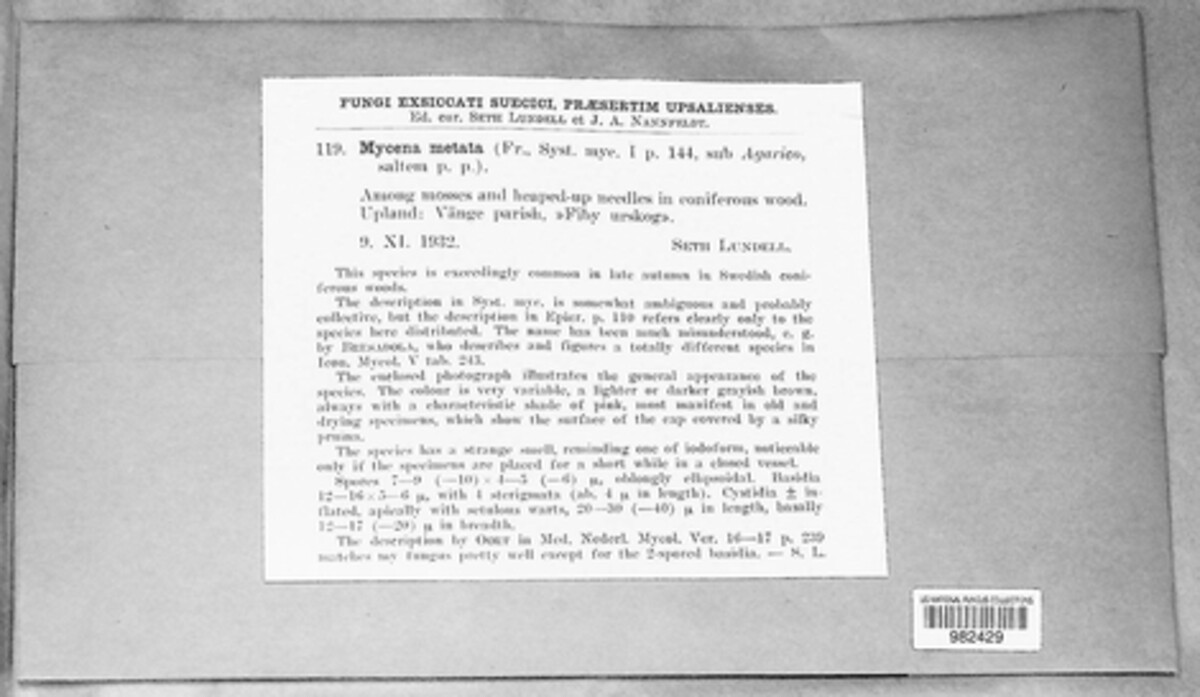 FUNGI EXSICCATI SUECICI, PRÆSERTIM UPSALIENSES.
Ed. cur. SETH LUNDELL et J. A. NANNFELDT.
119. Mycena metata (Fr., Syst. myc. I p. 144, sub Agarico,
saltem p. p.).
Among mosses and heaped-up needles in coniferous wood.
Upland: Vänge parish, »Fiby urskog».
9. XI. 1932. SETH LUNDELL.
This species is exceedingly common in late autumn in Swedish coni-
ferous woods.
The description in Syst. myc. is somewhat ambiguous and probably
collective, but the description in Epicr. p. 110 refers clearly only to the
species here distributed. The name has been much misunderstood, e. g.
by BRESADOLA, who describes and figures a totally different species in
Icon. Mycol. V tab. 243.
The enclosed photograph illustrates the general appearance of the
species. The colour is very variable, a lighter or darker grayish brown,
always with a characteristic shade of pink, most manifest in old and
drying specimens, which show the surface of the cap covered by a silky
pruina.
The species has a strange smell, reminding one of iodoform, noticeable
only if the specimens are placed for a short while in a closed vessel.
Spores 7—9 (—10) × 4—5 (—6) µ, oblongly ellipsoidal. Basidia
12—16 × 5—6 µ, with 4 sterigmata (ab. 4 µ in length). Cystidia ± in-
flated, apically with setulous warts, 20—30 (—40) µ in length, basally
12—17 (—20) µ in breadth.
The description by OORT in Med. Nederl. Mycol. Ver. 16—17 p. 239
matches my fungus pretty well except for the 2-spored basidia. — S. L.
US NATIONAL FUNGUS COLLECTIONS
982429